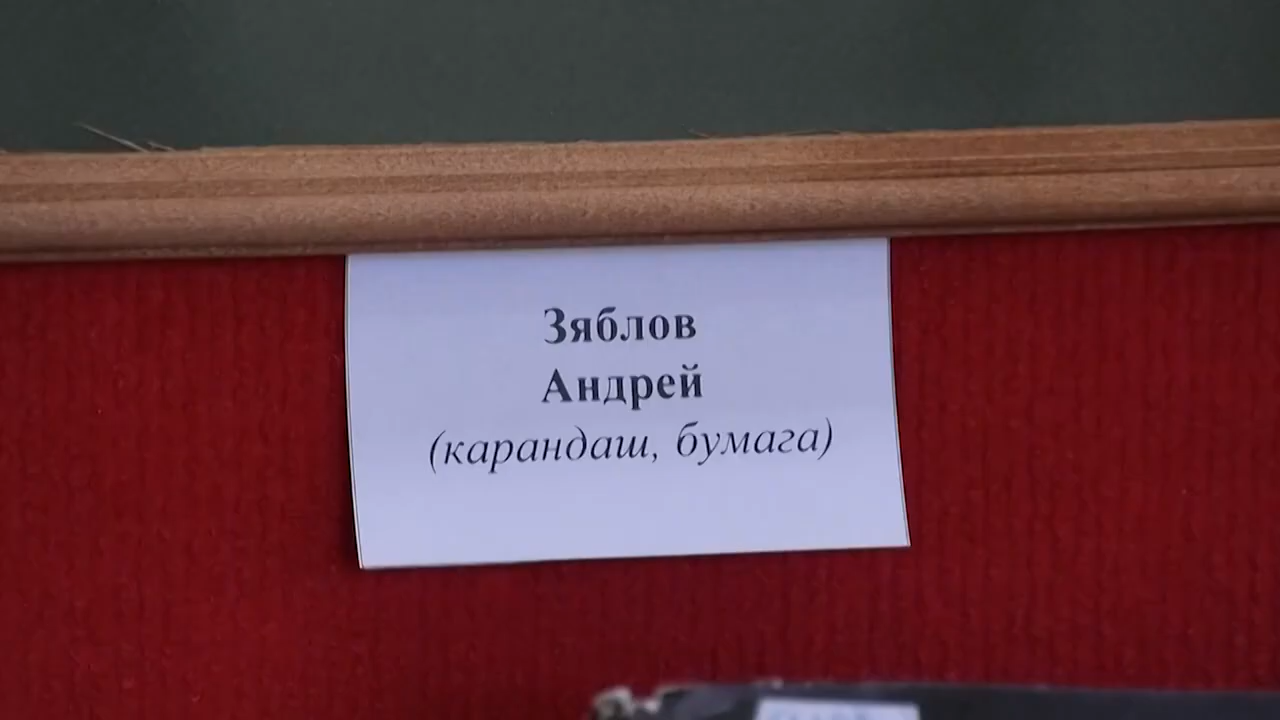 Зяблов
Андрей
(карандаш, бумага)